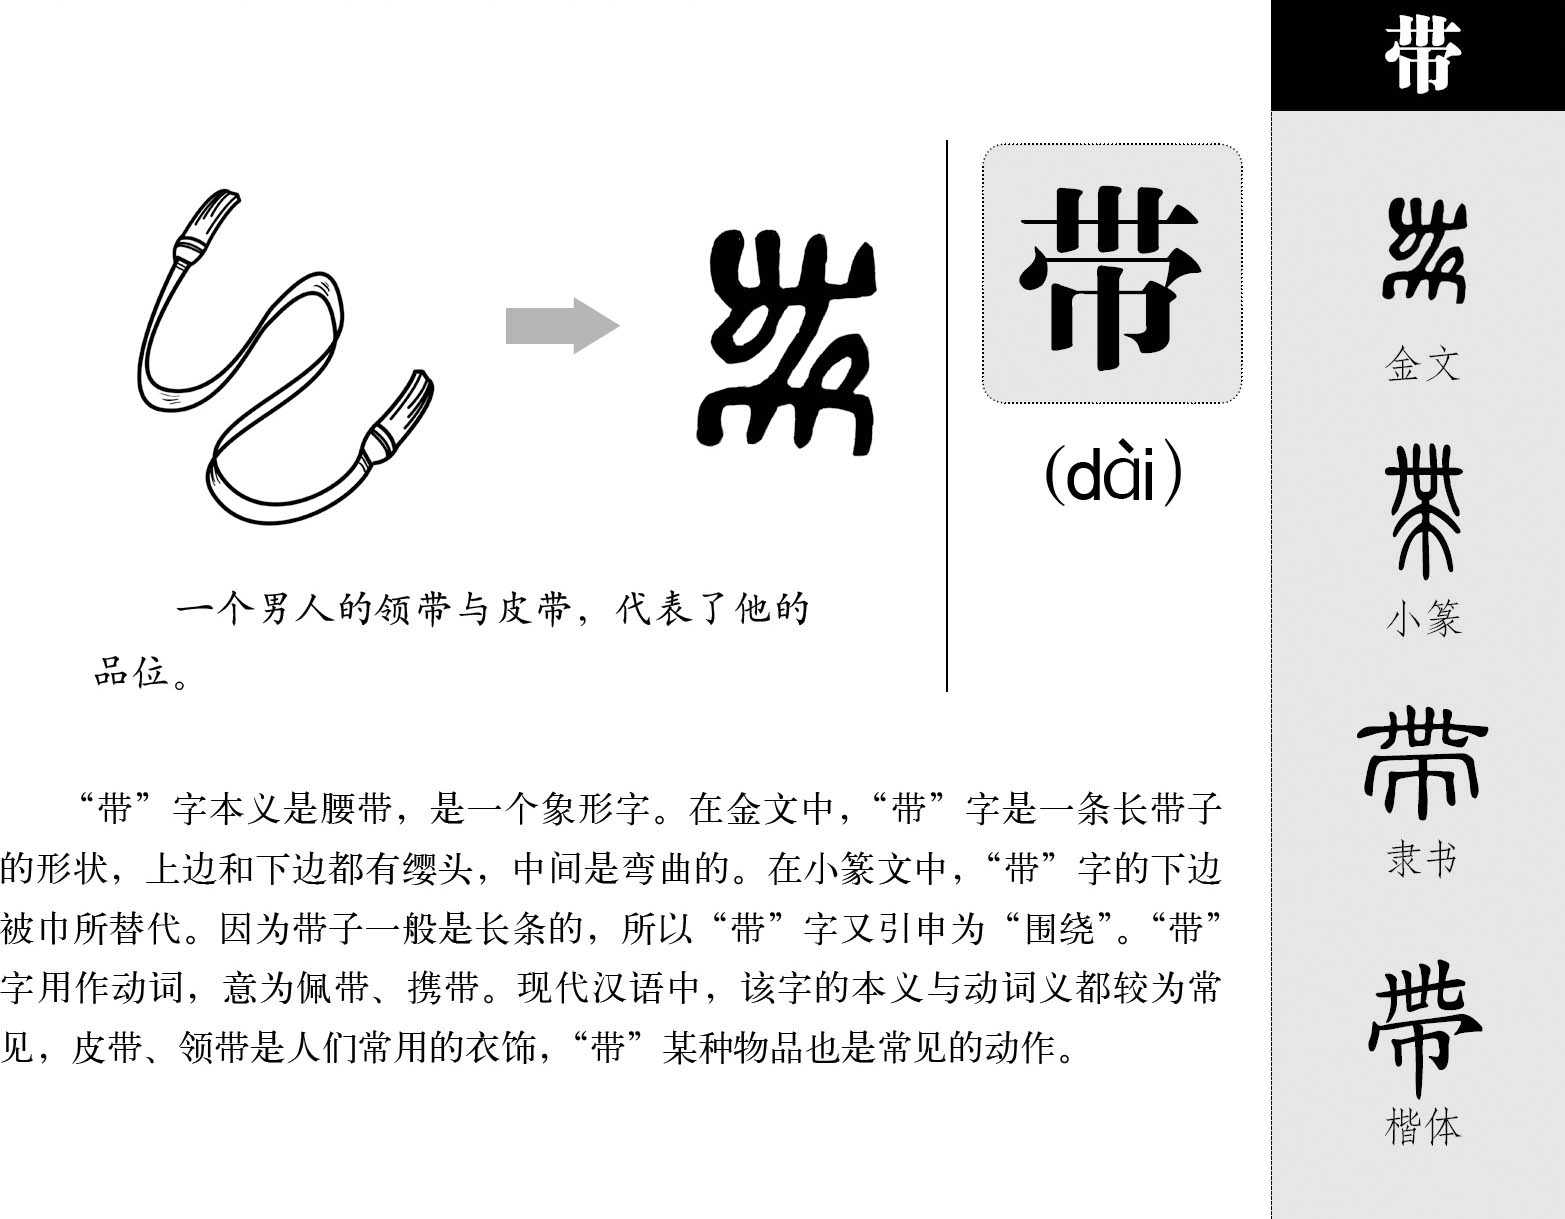 带
带
(dài)
一个男人的领带与皮带，代表了他的
品位。
“带”字本义是腰带，是一个象形字。在金文中，“带”字是一条长带子
的形状，上边和下边都有缨头，中间是弯曲的。在小篆文中，“带”字的下边
被巾所替代。因为带子一般是长条的，所以“带”字又引申为“围绕”。“带”
字用作动词，意为佩带、携带。现代汉语中，该字的本义与动词义都较为常
见，皮带、领带是人们常用的衣饰，“带”某种物品也是常见的动作。
金文
小篆
帶
隶书
帶
楷体